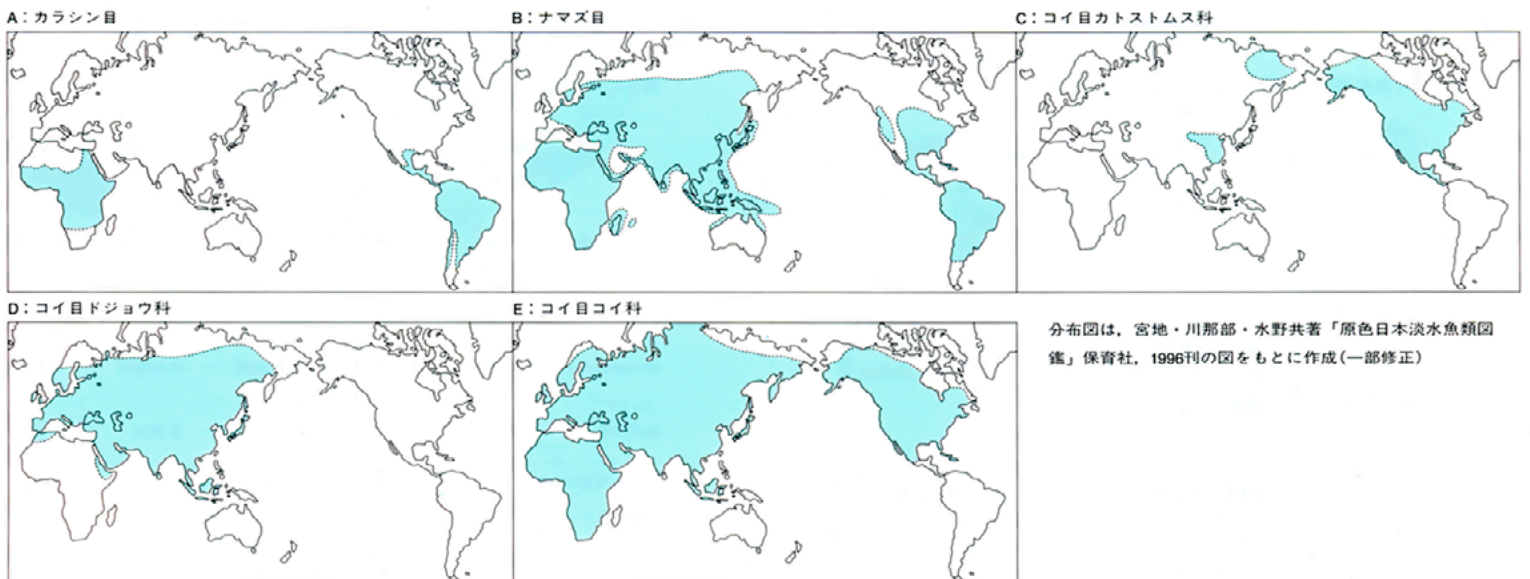 A：カラシン目
B：ナマズ目
C：コイ目カトストムス科
D：コイ目ドジョウ科
E：コイ目コイ科
分布図は，宮地・川那部・水野共著「原色日本淡水魚類図
鑑」保育社，1996刊の図をもとに作成（一部修正）